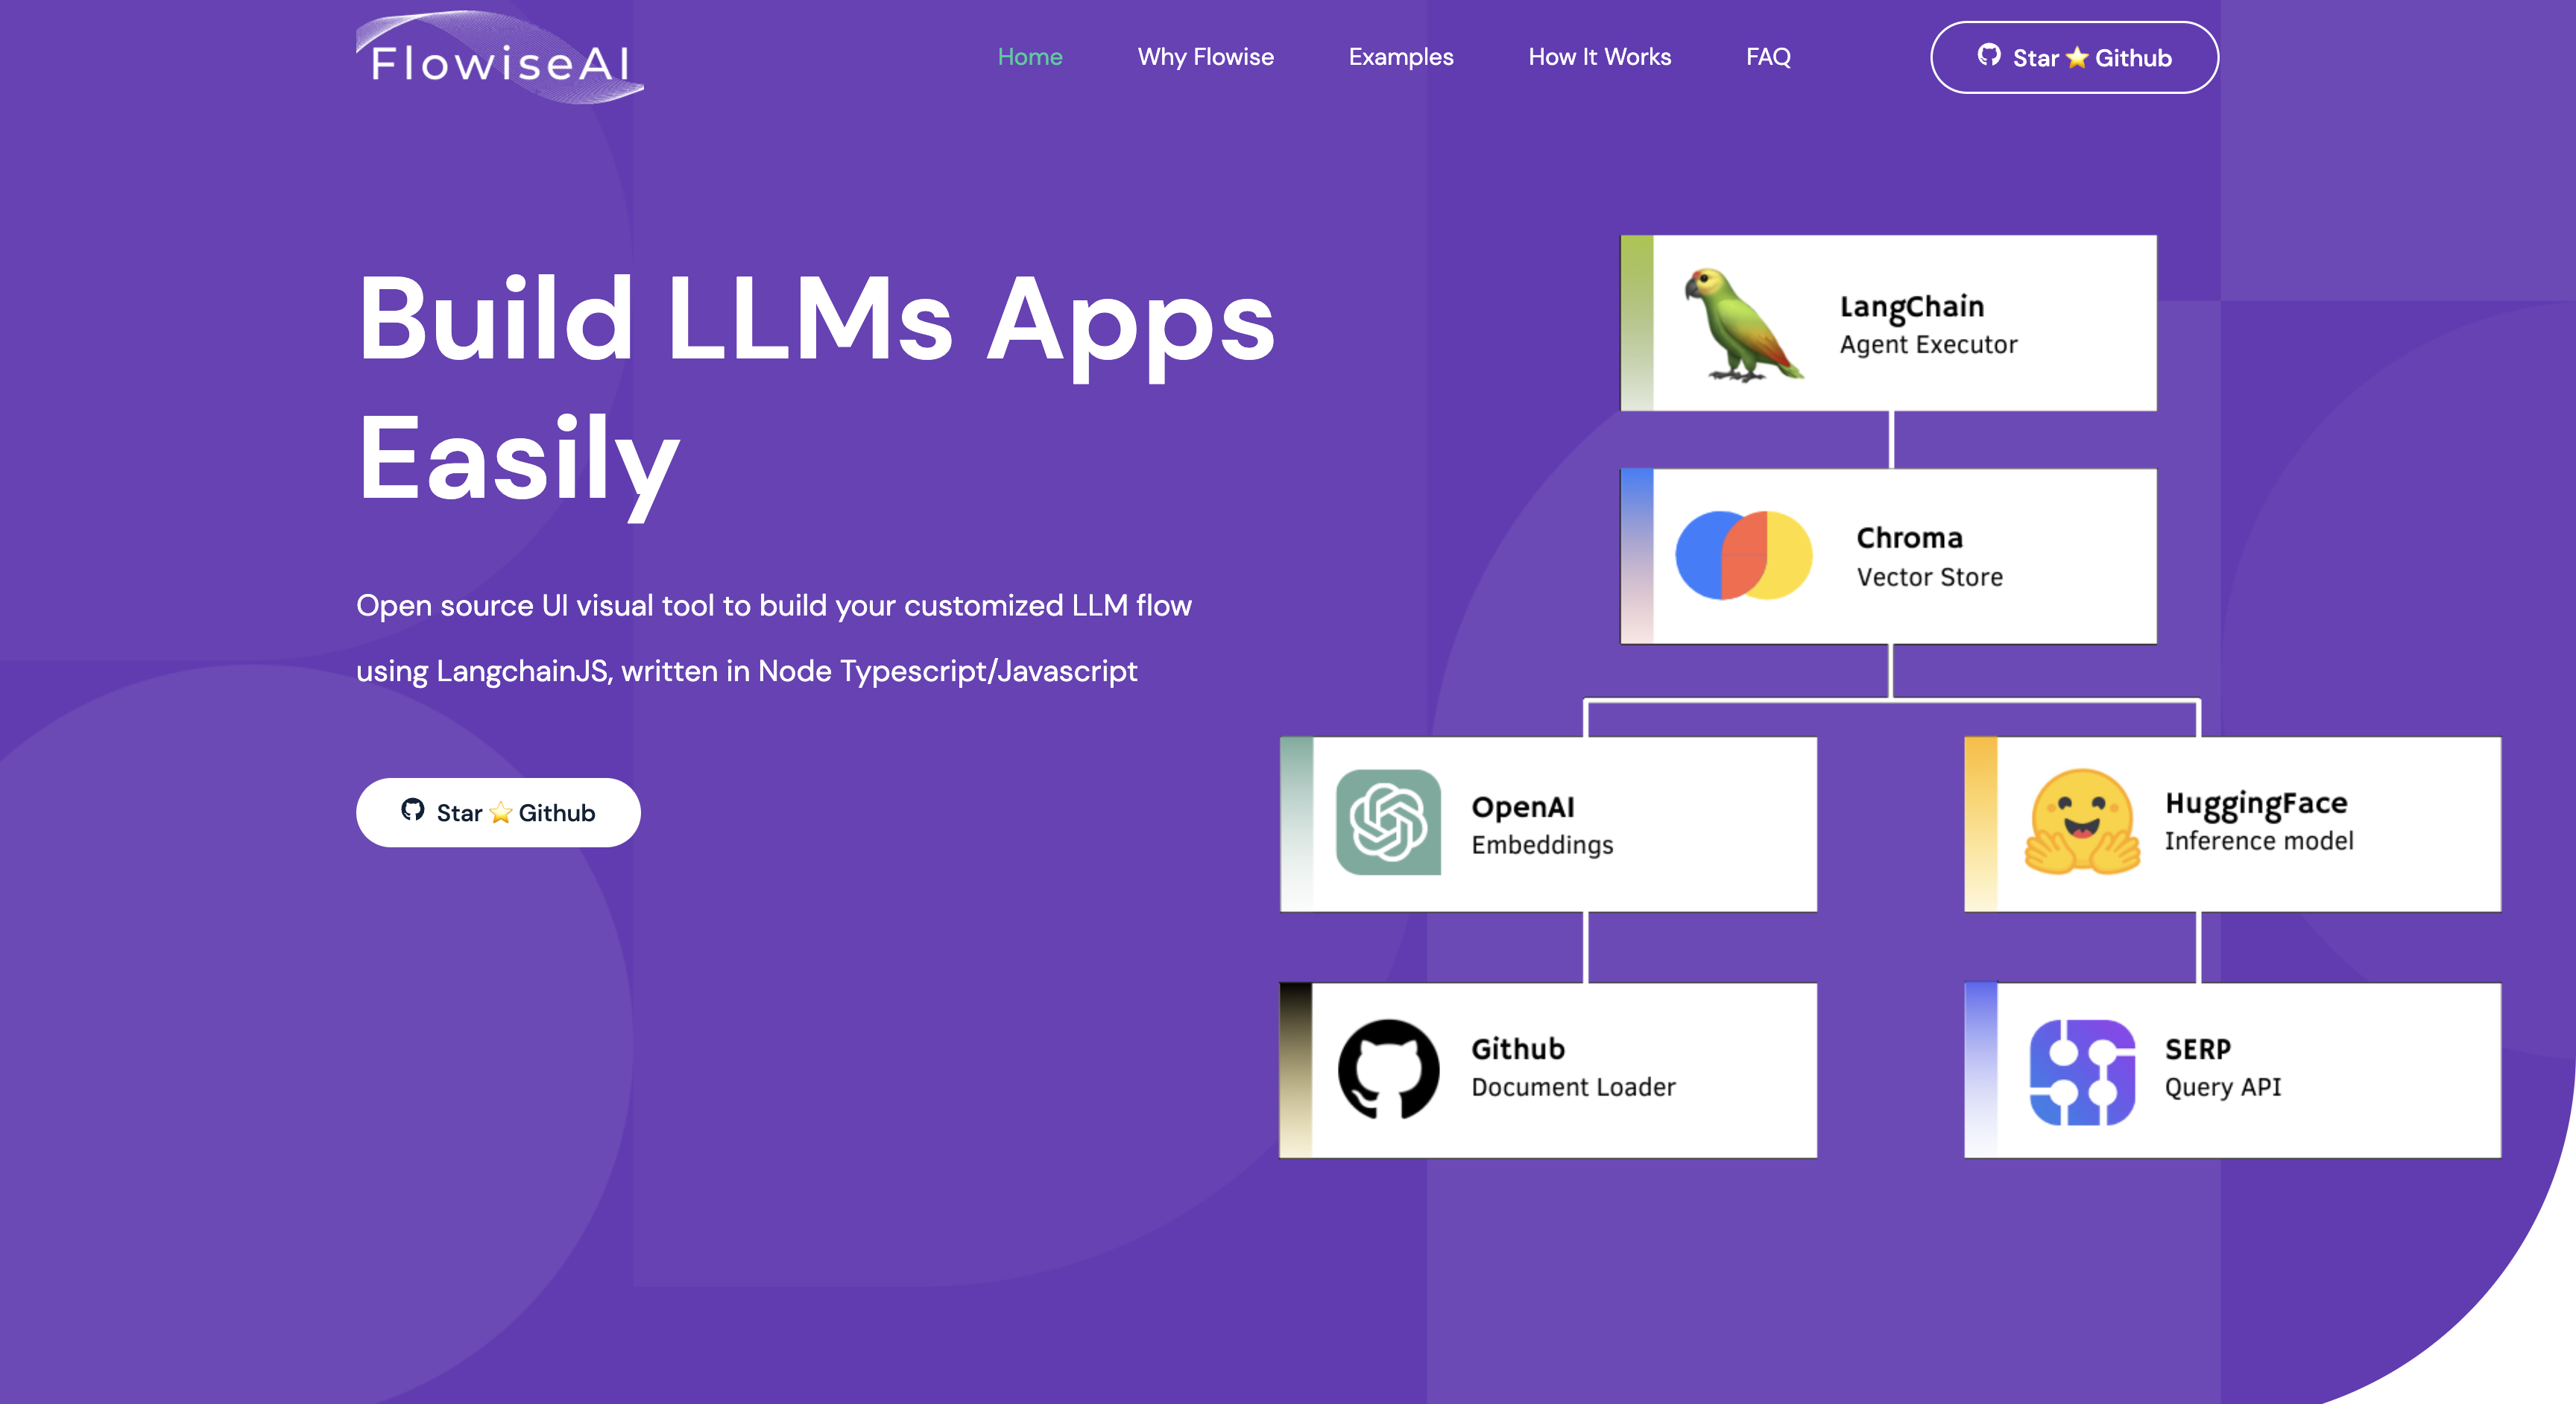 FlowiseAI
Home
Why Flowise
Examples
How It Works
FAQ
Star ⭐ Github
Build LLMs Apps
Easily
Open source UI visual tool to build your customized LLM flow
using LangchainJS, written in Node Typescript/Javascript
Star ⭐ Github
LangChain
Agent Executor
Chroma
Vector Store
OpenAI
Embeddings
HuggingFace
Inference model
Github
Document Loader
SERP
Query API